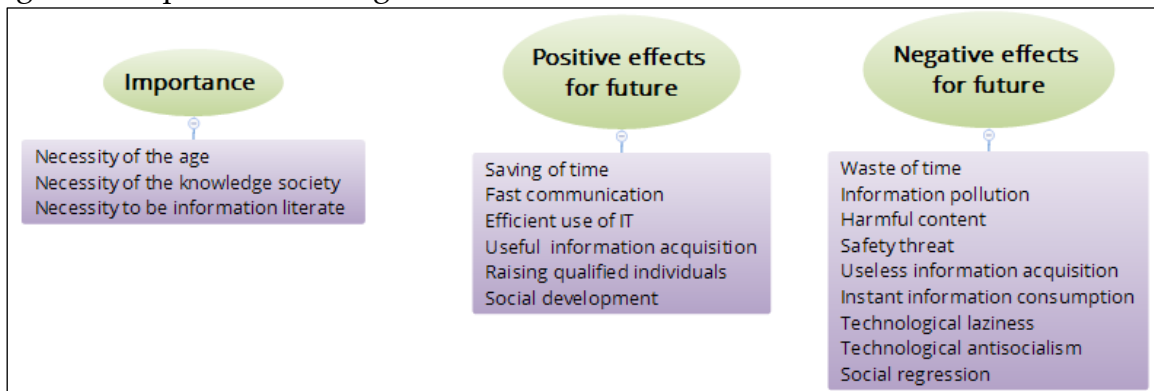 Importance
Necessity of the age
Necessity of the knowledge society
Necessity to be information literate
Positive effects
for future
Saving of time
Fast communication
Efficient use of IT
Useful information acquisition
Raising qualified individuals
Social development
Negative effects
for future
Waste of time
Information pollution
Harmful content
Safety threat
Useless information acquisition
Instant information consumption
Technological laziness
Technological antisocialism
Social regression